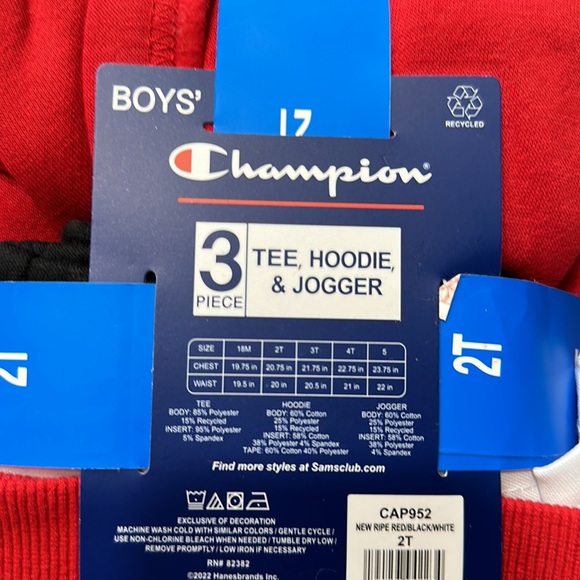 2T
BOYS'
RECYCLED
Champion
3
PIECE
TEE, HOODIE,
& JOGGER
SIZE 18M 2T 3T 4T 5
CHEST 19.75 in 20.75 in 21.75 in 22.75 in 23.75 in
WAIST 19.5 in 20 in 20.5 in 21 in 22 in
TEE
BODY: 85% Polyester
15% Recycled
INSERT: 95% Polyester
5% Spandex
HOODIE
BODY: 60% Cotton
25% Polyester
15% Recycled
INSERT: 58% Cotton
38% Polyester 4% Spandex
TAPE: 60% Cotton 40% Polyester
JOGGER
BODY: 60% Cotton
25% Polyester
15% Recycled
INSERT: 58% Cotton
38% Polyester
4% Spandex
Find more styles at Samsclub.com
2T
2T
EXCLUSIVE OF DECORATION
MACHINE WASH COLD WITH SIMILAR COLORS / GENTLE CYCLE /
USE NON-CHLORINE BLEACH WHEN NEEDED / TUMBLE DRY LOW /
REMOVE PROMPTLY / LOW IRON IF NECESSARY
RN# 82382
©2022 Hanesbrands Inc.
CAP952
NEW RIPE RED/BLACK/WHITE
2T